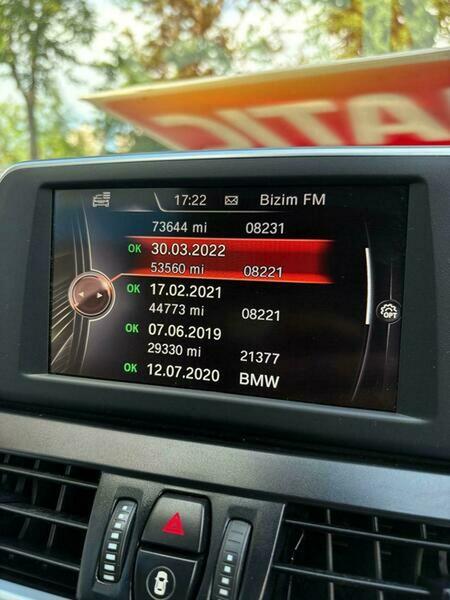 17:22 Bizim FM
73644 mi 08231
OK 30.03.2022
53560 mi 08221
OK 17.02.2021
44773 mi 08221
OK 07.06.2019
29330 mi 21377
OK 12.07.2020 BMW
OPT